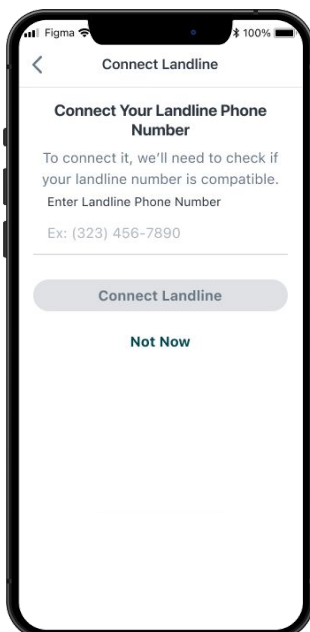 Figma 100%
Connect Landline
Connect Your Landline Phone
Number
To connect it, we'll need to check if
your landline number is compatible.
Enter Landline Phone Number
Ex: (323) 456-7890
Connect Landline
Not Now